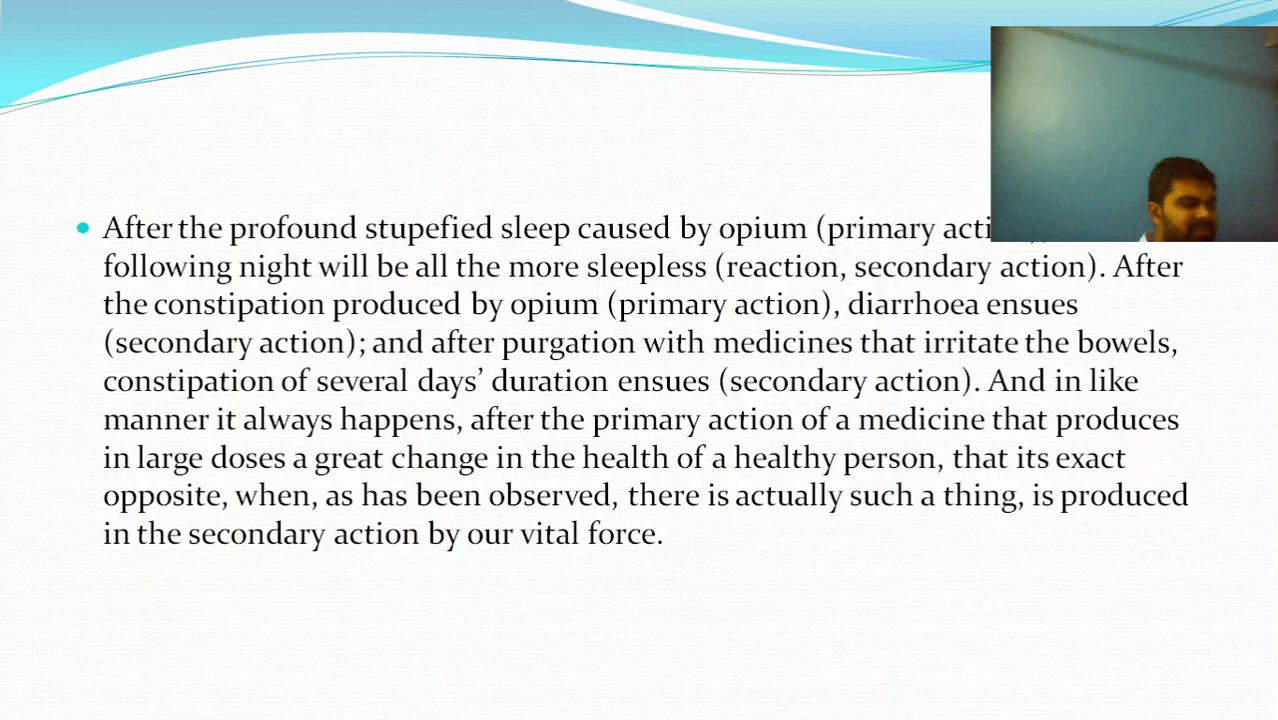 After the profound stupefied sleep caused by opium (primary
following night will be all the more sleepless (reaction, secondary action). After
the constipation produced by opium (primary action), diarrhoea ensues
(secondary action); and after purgation with medicines that irritate the bowels,
constipation of several days’ duration ensues (secondary action). And in like
manner it always happens, after the primary action of a medicine that produces
in large doses a great change in the health of a healthy person, that its exact
opposite, when, as has been observed, there is actually such a thing, is produced
in the secondary action by our vital force.